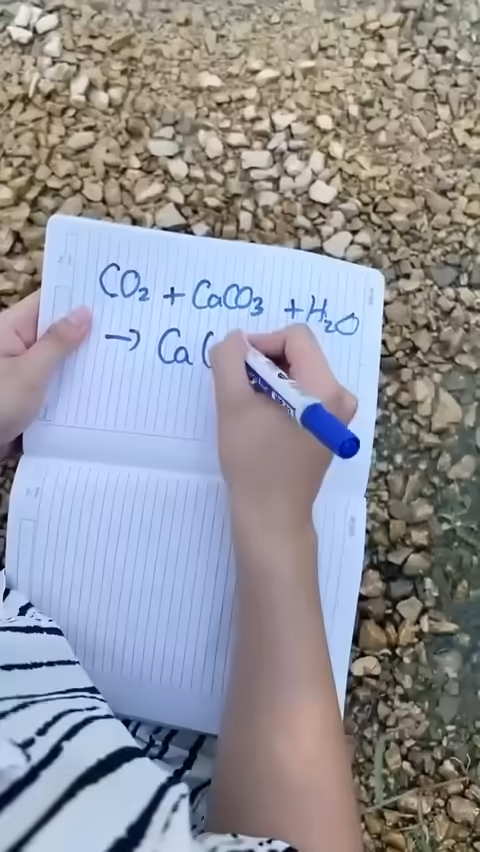 CO₂ + CaCO₃ + H₂O
→ Ca(